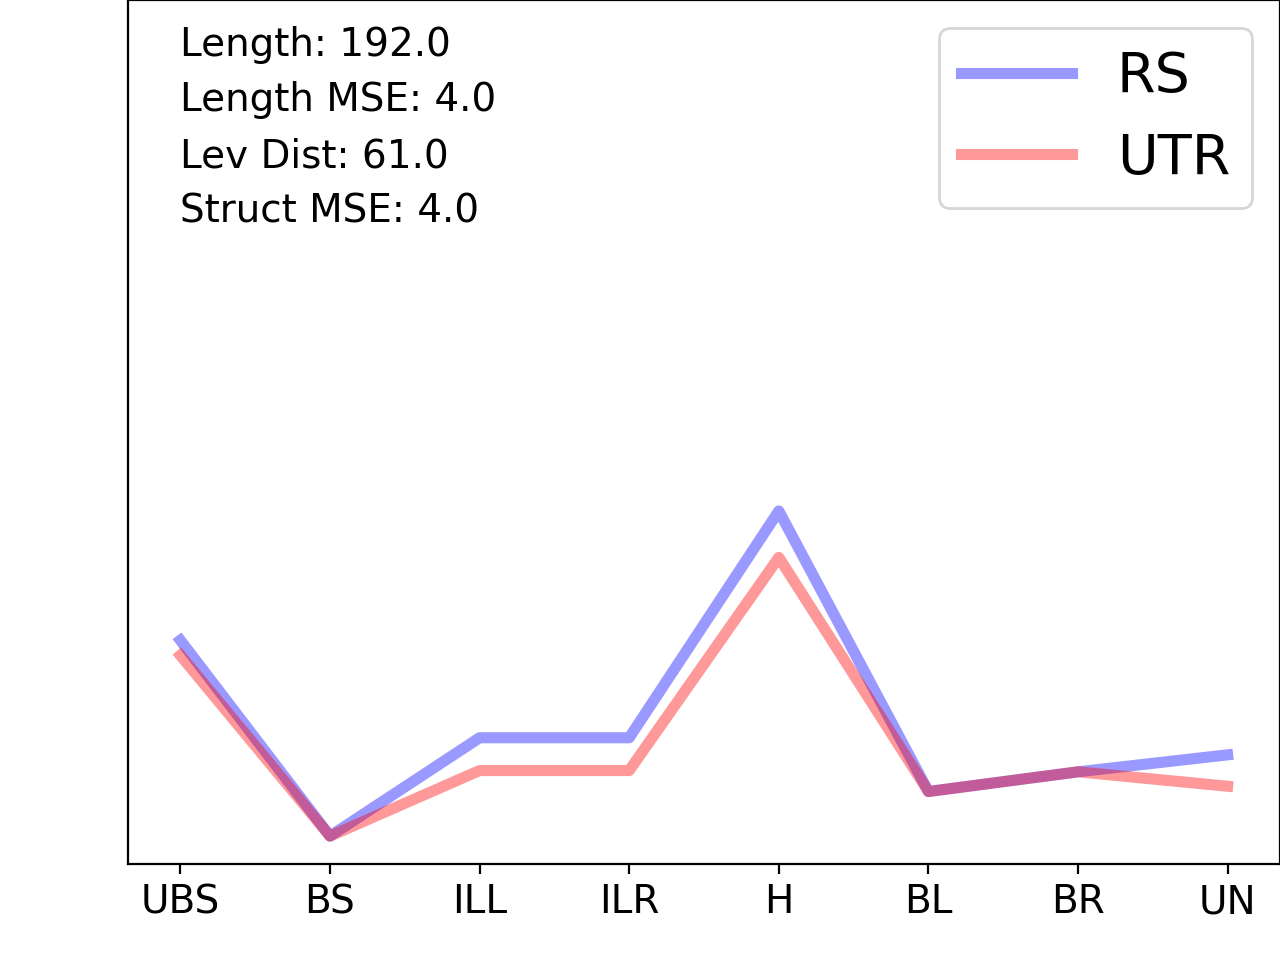 Length: 192.0
Length MSE: 4.0
Lev Dist: 61.0
Struct MSE: 4.0
RS
UTR
UBS BS ILL ILR H BL BR UN